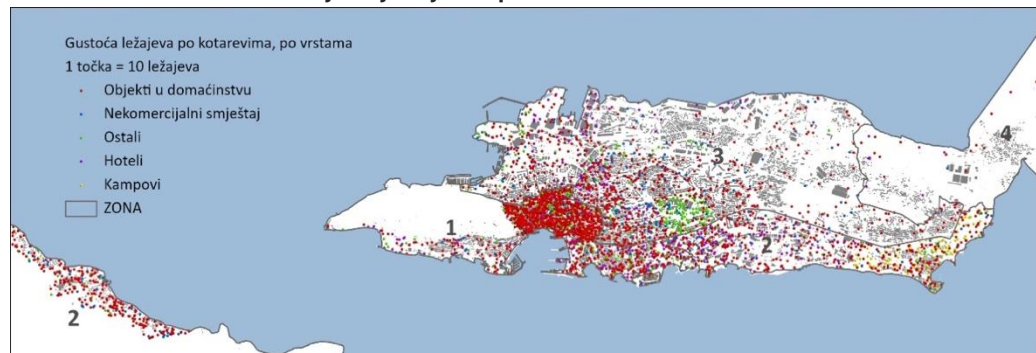 Gustoća ležajeva po kotarevima, po vrstama
1 točka = 10 ležajeva
Objekti u domaćinstvu
Nekomercijalni smještaj
Ostali
Hoteli
Kampovi
ZONA
1
2
3
4
2